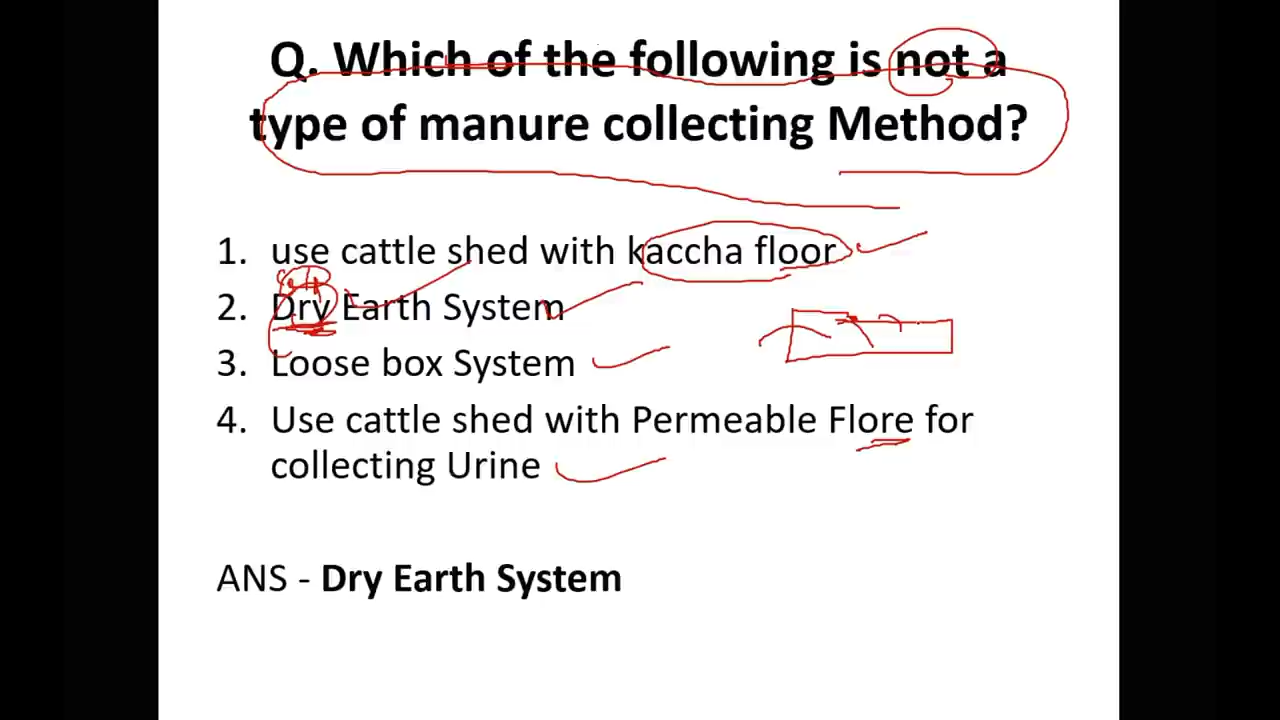 Q. Which of the following is not a
type of manure collecting Method?
1. use cattle shed with kaccha floor
2. Dry Earth System
3. Loose box System
4. Use cattle shed with Permeable Flore for
collecting Urine
ANS - Dry Earth System